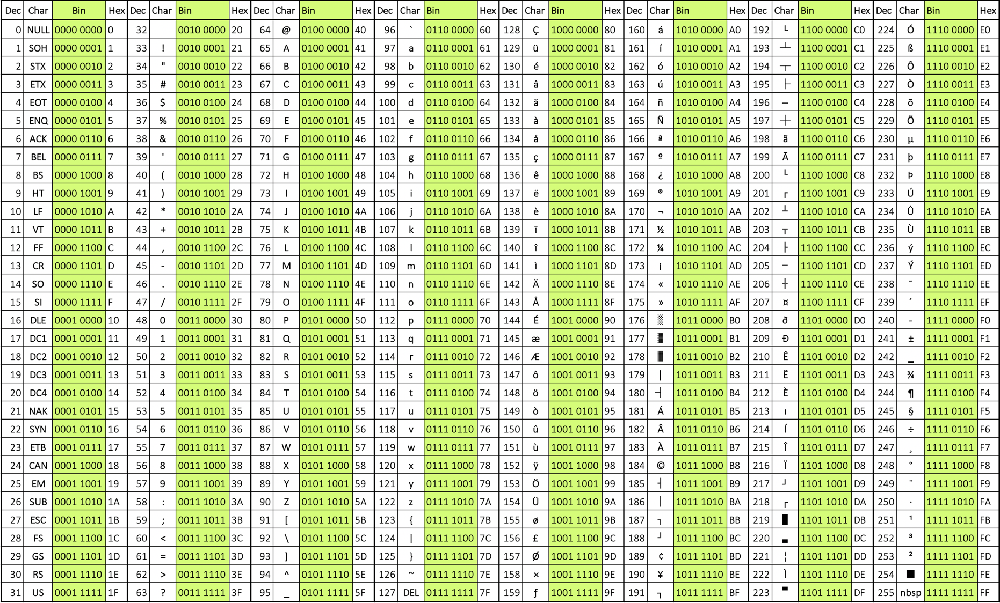 Dec Char Bin Hex Dec Char Bin Hex Dec Char Bin Hex Dec Char Bin Hex Dec Char Bin Hex Dec Char Bin Hex Dec Char Bin Hex Dec Char Bin Hex
0 NULL 0000 0000 0 32 0010 0000 20 64 @ 0100 0000 40 96 ` 0110 0000 60 128 Ç 1000 0000 80 160 á 1010 0000 A0 192 └ 1100 0000 C0 224 Ó 1110 0000 E0
1 SOH 0000 0001 1 33 ! 0010 0001 21 65 A 0100 0001 41 97 a 0110 0001 61 129 ü 1000 0001 81 161 í 1010 0001 A1 193 ┴ 1100 0001 C1 225 ß 1110 0001 E1
2 STX 0000 0010 2 34 " 0010 0010 22 66 B 0100 0010 42 98 b 0110 0010 62 130 é 1000 0010 82 162 ó 1010 0010 A2 194 ┬ 1100 0010 C2 226 Ô 1110 0010 E2
3 ETX 0000 0011 3 35 # 0010 0011 23 67 C 0100 0011 43 99 c 0110 0011 63 131 â 1000 0011 83 163 ú 1010 0011 A3 195 ├ 1100 0011 C3 227 Ò 1110 0011 E3
4 EOT 0000 0100 4 36 $ 0010 0100 24 68 D 0100 0100 44 100 d 0110 0100 64 132 ä 1000 0100 84 164 ñ 1010 0100 A4 196 ─ 1100 0100 C4 228 õ 1110 0100 E4
5 ENQ 0000 0101 5 37 % 0010 0101 25 69 E 0100 0101 45 101 e 0110 0101 65 133 à 1000 0101 85 165 Ñ 1010 0101 A5 197 ┼ 1100 0101 C5 229 Õ 1110 0101 E5
6 ACK 0000 0110 6 38 & 0010 0110 26 70 F 0100 0110 46 102 f 0110 0110 66 134 å 1000 0110 86 166 ª 1010 0110 A6 198 ã 1100 0110 C6 230 µ 1110 0110 E6
7 BEL 0000 0111 7 39 ' 0010 0111 27 71 G 0100 0111 47 103 g 0110 0111 67 135 ç 1000 0111 87 167 º 1010 0111 A7 199 Ã 1100 0111 C7 231 þ 1110 0111 E7
8 BS 0000 1000 8 40 ( 0010 1000 28 72 H 0100 1000 48 104 h 0110 1000 68 136 ê 1000 1000 88 168 ¿ 1010 1000 A8 200 └ 1100 1000 C8 232 Þ 1110 1000 E8
9 HT 0000 1001 9 41 ) 0010 1001 29 73 I 0100 1001 49 105 i 0110 1001 69 137 ë 1000 1001 89 169 ® 1010 1001 A9 201 ┌ 1100 1001 C9 233 Ú 1110 1001 E9
10 LF 0000 1010 A 42 * 0010 1010 2A 74 J 0100 1010 4A 106 j 0110 1010 6A 138 è 1000 1010 8A 170 ¬ 1010 1010 AA 202 ┴ 1100 1010 CA 234 Û 1110 1010 EA
11 VT 0000 1011 B 43 + 0010 1011 2B 75 K 0100 1011 4B 107 k 0110 1011 6B 139 ï 1000 1011 8B 171 ½ 1010 1011 AB 203 ┬ 1100 1011 CB 235 Ù 1110 1011 EB
12 FF 0000 1100 C 44 , 0010 1100 2C 76 L 0100 1100 4C 108 l 0110 1100 6C 140 î 1000 1100 8C 172 ¼ 1010 1100 AC 204 ├ 1100 1100 CC 236 ý 1110 1100 EC
13 CR 0000 1101 D 45 - 0010 1101 2D 77 M 0100 1101 4D 109 m 0110 1101 6D 141 ì 1000 1101 8D 173 ¡ 1010 1101 AD 205 ─ 1100 1101 CD 237 Ý 1110 1101 ED
14 SO 0000 1110 E 46 . 0010 1110 2E 78 N 0100 1110 4E 110 n 0110 1110 6E 142 Ä 1000 1110 8E 174 « 1010 1110 AE 206 ┼ 1100 1110 CE 238 ¯ 1110 1110 EE
15 SI 0000 1111 F 47 / 0010 1111 2F 79 O 0100 1111 4F 111 o 0110 1111 6F 143 Å 1000 1111 8F 175 » 1010 1111 AF 207 ¤ 1100 1111 CF 239 ´ 1110 1111 EF
16 DLE 0001 0000 10 48 0 0011 0000 30 80 P 0101 0000 50 112 p 0111 0000 70 144 É 1001 0000 90 176 ░ 1011 0000 B0 208 ð 1101 0000 D0 240 - 1111 0000 F0
17 DC1 0001 0001 11 49 1 0011 0001 31 81 Q 0101 0001 51 113 q 0111 0001 71 145 æ 1001 0001 91 177 ▒ 1011 0001 B1 209 Ð 1101 0001 D1 241 ± 1111 0001 F1
18 DC2 0001 0010 12 50 2 0011 0010 32 82 R 0101 0010 52 114 r 0111 0010 72 146 Æ 1001 0010 92 178 ▓ 1011 0010 B2 210 Ê 1101 0010 D2 242 ‗ 1111 0010 F2
19 DC3 0001 0011 13 51 3 0011 0011 33 83 S 0101 0011 53 115 s 0111 0011 73 147 ô 1001 0011 93 179 │ 1011 0011 B3 211 Ë 1101 0011 D3 243 ¾ 1111 0011 F3
20 DC4 0001 0100 14 52 4 0011 0100 34 84 T 0101 0100 54 116 t 0111 0100 74 148 ö 1001 0100 94 180 ┤ 1011 0100 B4 212 È 1101 0100 D4 244 ¶ 1111 0100 F4
21 NAK 0001 0101 15 53 5 0011 0101 35 85 U 0101 0101 55 117 u 0111 0101 75 149 ò 1001 0101 95 181 Á 1011 0101 B5 213 ı 1101 0101 D5 245 § 1111 0101 F5
22 SYN 0001 0110 16 54 6 0011 0110 36 86 V 0101 0110 56 118 v 0111 0110 76 150 û 1001 0110 96 182 Â 1011 0110 B6 214 Í 1101 0110 D6 246 ÷ 1111 0110 F6
23 ETB 0001 0111 17 55 7 0011 0111 37 87 W 0101 0111 57 119 w 0111 0111 77 151 ù 1001 0111 97 183 À 1011 0111 B7 215 Î 1101 0111 D7 247 ¸ 1111 0111 F7
24 CAN 0001 1000 18 56 8 0011 1000 38 88 X 0101 1000 58 120 x 0111 1000 78 152 ÿ 1001 1000 98 184 © 1011 1000 B8 216 Ï 1101 1000 D8 248 ° 1111 1000 F8
25 EM 0001 1001 19 57 9 0011 1001 39 89 Y 0101 1001 59 121 y 0111 1001 79 153 Ö 1001 1001 99 185 ┤ 1011 1001 B9 217 ┘ 1101 1001 D9 249 ¨ 1111 1001 F9
26 SUB 0001 1010 1A 58 : 0011 1010 3A 90 Z 0101 1010 5A 122 z 0111 1010 7A 154 Ü 1001 1010 9A 186 │ 1011 1010 BA 218 ┌ 1101 1010 DA 250 · 1111 1010 FA
27 ESC 0001 1011 1B 59 ; 0011 1011 3B 91 [ 0101 1011 5B 123 { 0111 1011 7B 155 ø 1001 1011 9B 187 ┐ 1011 1011 BB 219 █ 1101 1011 DB 251 ¹ 1111 1011 FB
28 FS 0001 1100 1C 60 < 0011 1100 3C 92 \ 0101 1100 5C 124 | 0111 1100 7C 156 £ 1001 1100 9C 188 ┘ 1011 1100 BC 220 ▄ 1101 1100 DC 252 ³ 1111 1100 FC
29 GS 0001 1101 1D 61 = 0011 1101 3D 93 ] 0101 1101 5D 125 } 0111 1101 7D 157 Ø 1001 1101 9D 189 ¢ 1011 1101 BD 221 ¦ 1101 1101 DD 253 ² 1111 1101 FD
30 RS 0001 1110 1E 62 > 0011 1110 3E 94 ^ 0101 1110 5E 126 ~ 0111 1110 7E 158 × 1001 1110 9E 190 ¥ 1011 1110 BE 222 Ì 1101 1110 DE 254 ■ 1111 1110 FE
31 US 0001 1111 1F 63 ? 0011 1111 3F 95 _ 0101 1111 5F 127 DEL 0111 1111 7F 159 ƒ 1001 1111 9F 191 ┐ 1011 1111 BF 223 ▀ 1101 1111 DF 255 nbsp 1111 1111 FF